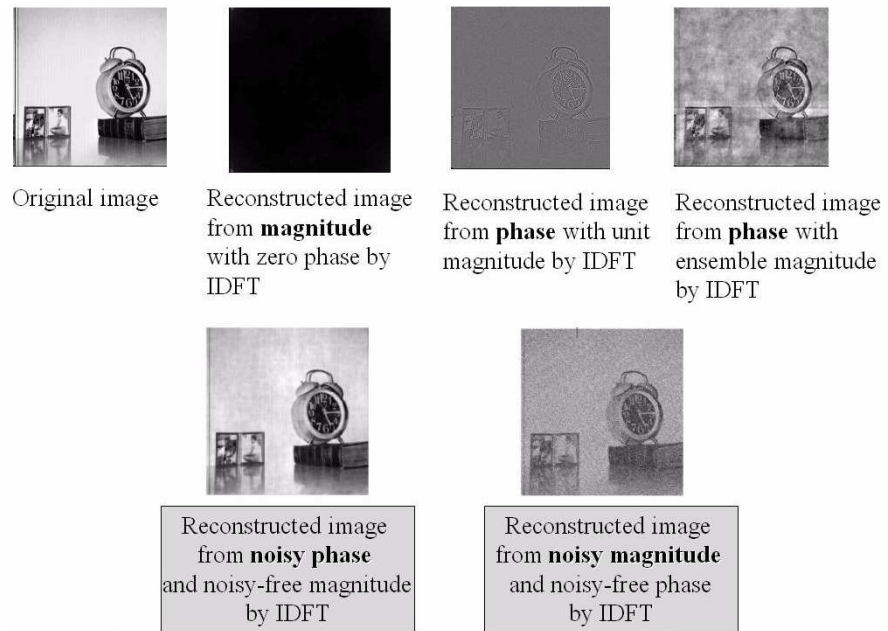 Original image
Reconstructed image
from magnitude
with zero phase by
IDFT
Reconstructed image
from phase with unit
magnitude by IDFT
Reconstructed image
from phase with
ensemble magnitude
by IDFT
Reconstructed image
from noisy phase
and noisy-free magnitude
by IDFT
Reconstructed image
from noisy magnitude
and noisy-free phase
by IDFT